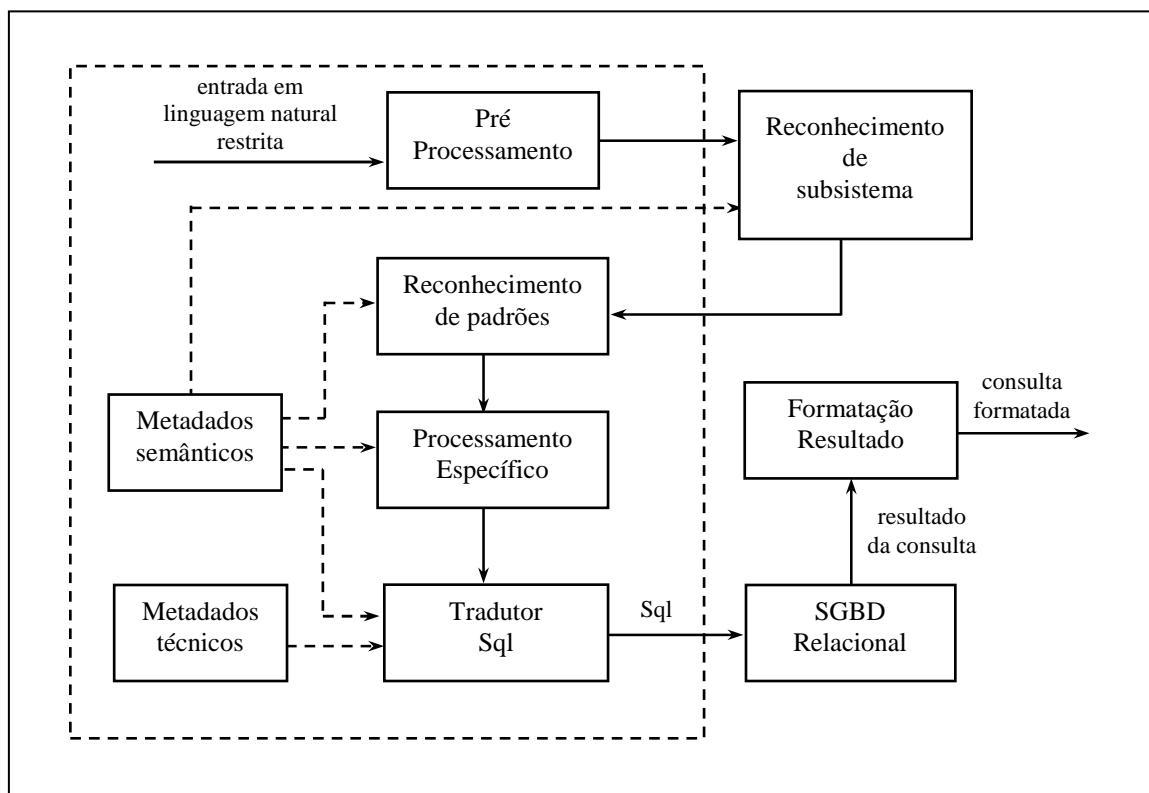 entrada em
linguagem natural
restrita
Pré
Processamento
Reconhecimento
de
subsistema
Reconhecimento
de padrões
Metadados
semânticos
Processamento
Específico
Formatação
Resultado
consulta
formatada
resultado
da consulta
Metadados
técnicos
Tradutor
Sql
Sql
SGBD
Relacional